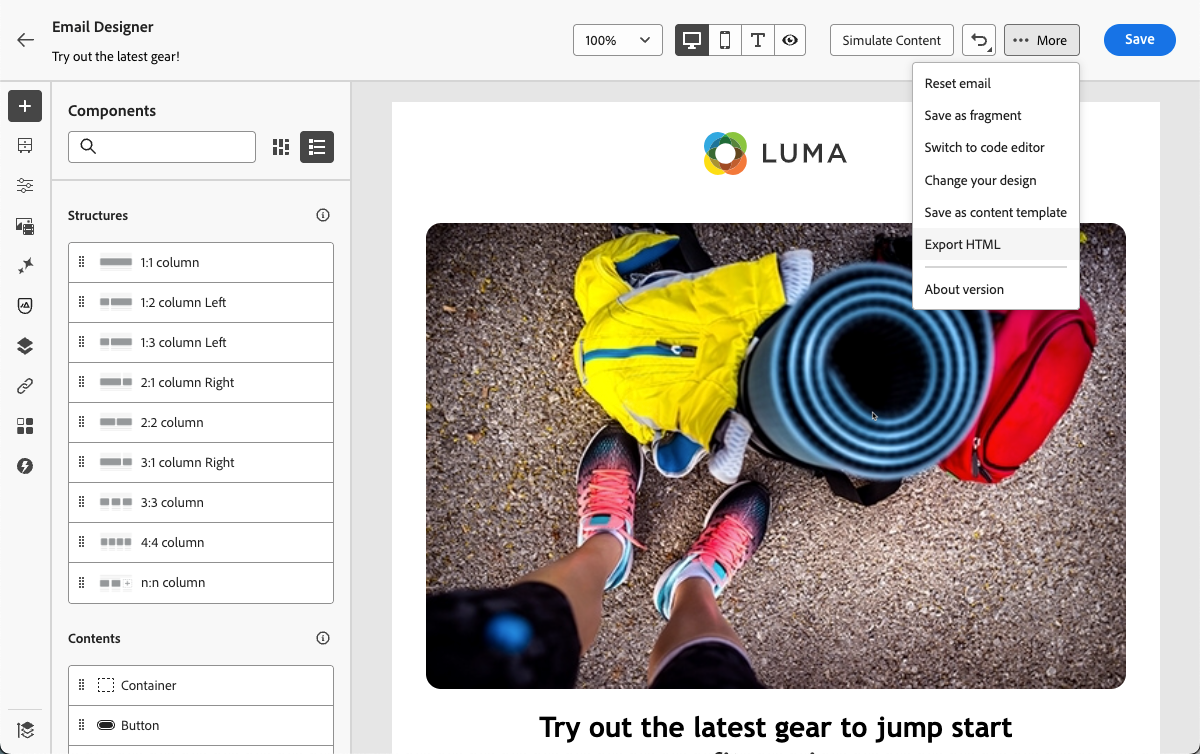 Email Designer
Try out the latest gear!
100%
Simulate Content
More
Save
Reset email
Save as fragment
Switch to code editor
Change your design
Save as content template
Export HTML
About version
Components
Structures
1:1 column
1:2 column Left
1:3 column Left
2:1 column Right
2:2 column
3:1 column Right
3:3 column
4:4 column
n:n column
Contents
Container
Button
LUMA
Try out the latest gear to jump start